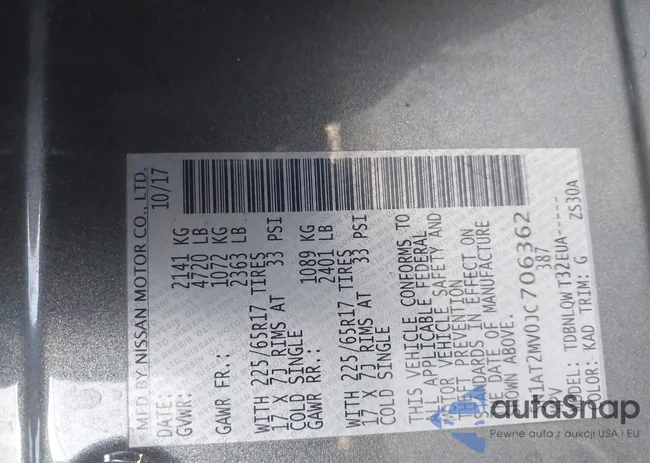 MFD BY NISSAN MOTOR CO., LTD.
DATE: 10/17
GVWR: 2141 KG
4720 LB
GAWR FR.: 1072 KG
2363 LB
WITH 225/65R17 TIRES
17 X 7J RIMS AT 33 PSI
COLD SINGLE
GAWR RR.: 1089 KG
2401 LB
WITH 225/65R17 TIRES
17 X 7J RIMS AT 33 PSI
COLD SINGLE
THIS VEHICLE CONFORMS TO
ALL APPLICABLE FEDERAL
MOTOR VEHICLE SAFETY AND
THEFT PREVENTION
STANDARDS IN EFFECT ON
THE DATE OF MANUFACTURE
SHOWN ABOVE.
387
MODEL: TDBNLQWT32EUA-----
COLOR: KAD TRIM: G ZS30A
autaSnap
Pewne auta z aukcji USA i EU